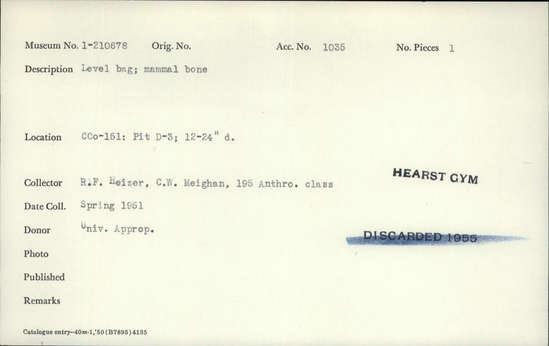 Museum No. 1-210678 Orig. No. Acc. No. 1035 No. Pieces 1
Description Level bag; mammal bone
Location CCo-151: Pit D-3; 12-24" d.
Collector R.F. Heizer, C.W. Meighan, 195 Anthro. class
HEARST GYM
Date Coll. Spring 1951
Donor Univ. Approp.
DISCARDED 1955
Photo
Published
Remarks
Catalogue entry—40m-1,'50 (B7895) 4135